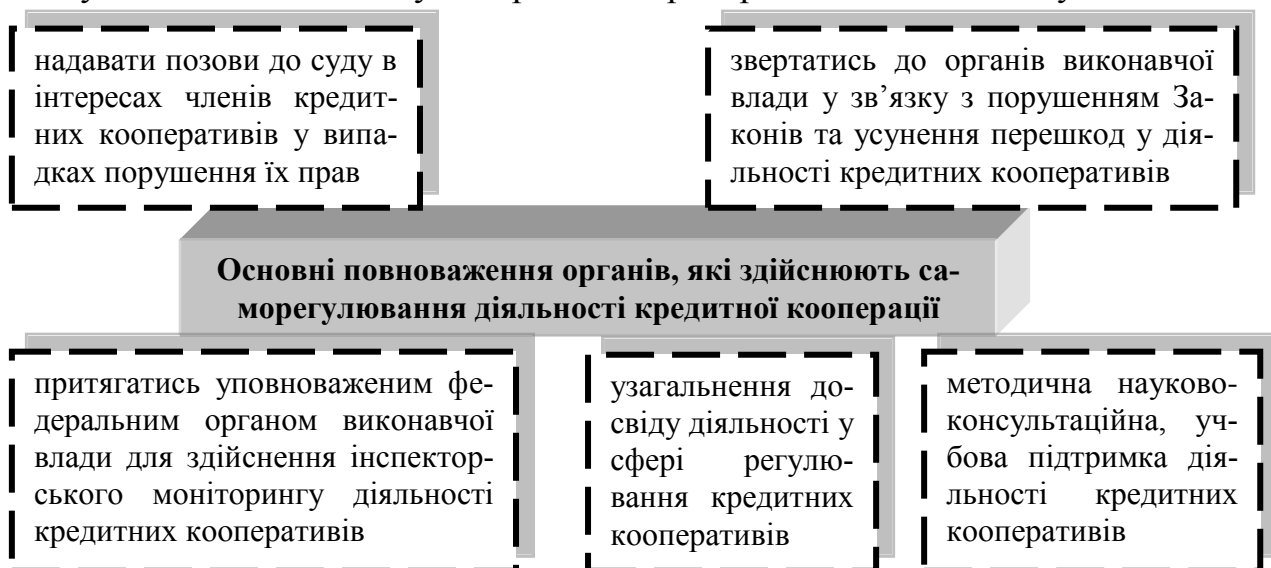 надавати позови до суду в
інтересах членів кредит-
них кооперативів у випа-
дках порушення їх прав
звертатись до органів виконавчої
влади у зв’язку з порушенням За-
конів та усунення перешкод у дія-
льності кредитних кооперативів
Основні повноваження органів, які здійснюють са-
морегулювання діяльності кредитної кооперації
притягатись уповноваженим фе-
деральним органом виконавчої
влади для здійснення інспектор-
ського моніторингу діяльності
кредитних кооперативів
узагальнення до-
свіду діяльності у
сфері регулю-
вання кредитних
кооперативів
методична науково-
консультаційна, уч-
бова підтримка дія-
льності кредитних
кооперативів